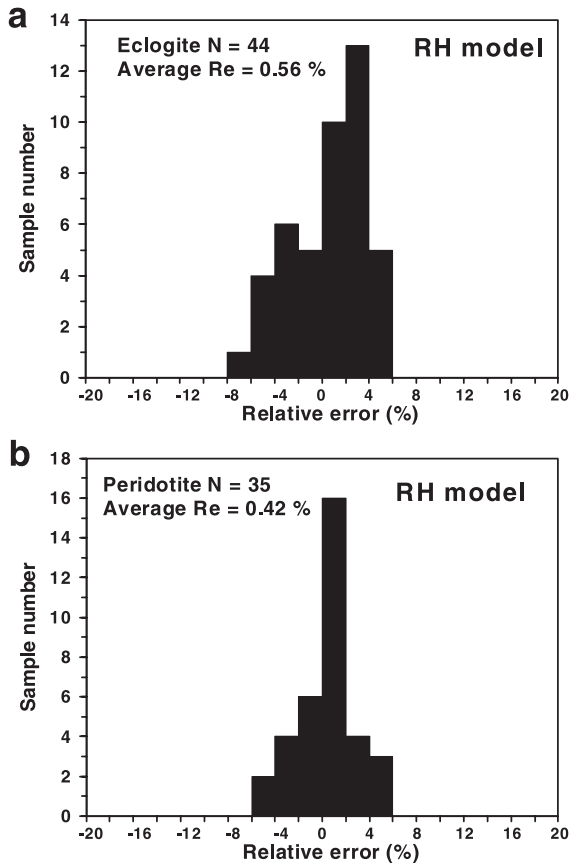 a
Eclogite N = 44
Average Re = 0.56 %
RH model
Sample number
14
12
10
8
6
4
2
0
-20 -16 -12 -8 -4 0 4 8 12 16 20
Relative error (%)
b
Peridotite N = 35
Average Re = 0.42 %
RH model
Sample number
18
16
14
12
10
8
6
4
2
0
-20 -16 -12 -8 -4 0 4 8 12 16 20
Relative error (%)